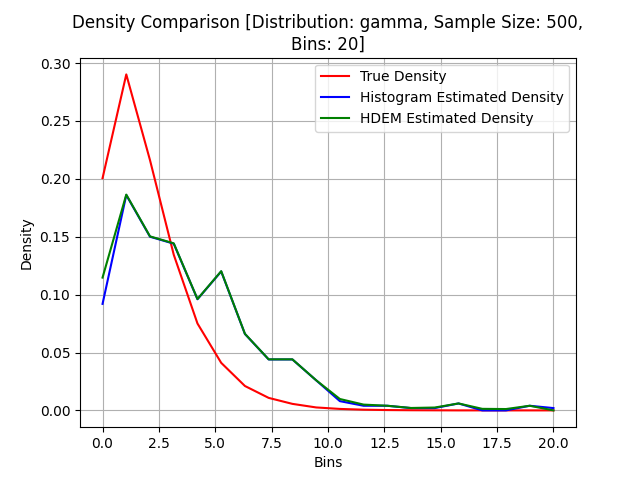 Density Comparison [Distribution: gamma, Sample Size: 500,
Bins: 20]
True Density
Histogram Estimated Density
HDEM Estimated Density
Density
0.30
0.25
0.20
0.15
0.10
0.05
0.00
0.0 2.5 5.0 7.5 10.0 12.5 15.0 17.5 20.0
Bins